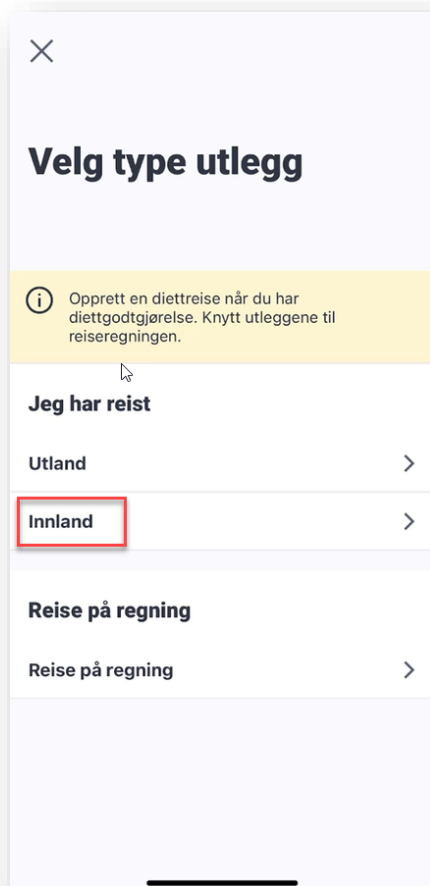 Velg type utlegg
Opprett en diettreise når du har
diettgodtgjørelse. Knytt utleggene til
reiseregningen.
Jeg har reist
Utland
Innland
Reise på regning
Reise på regning